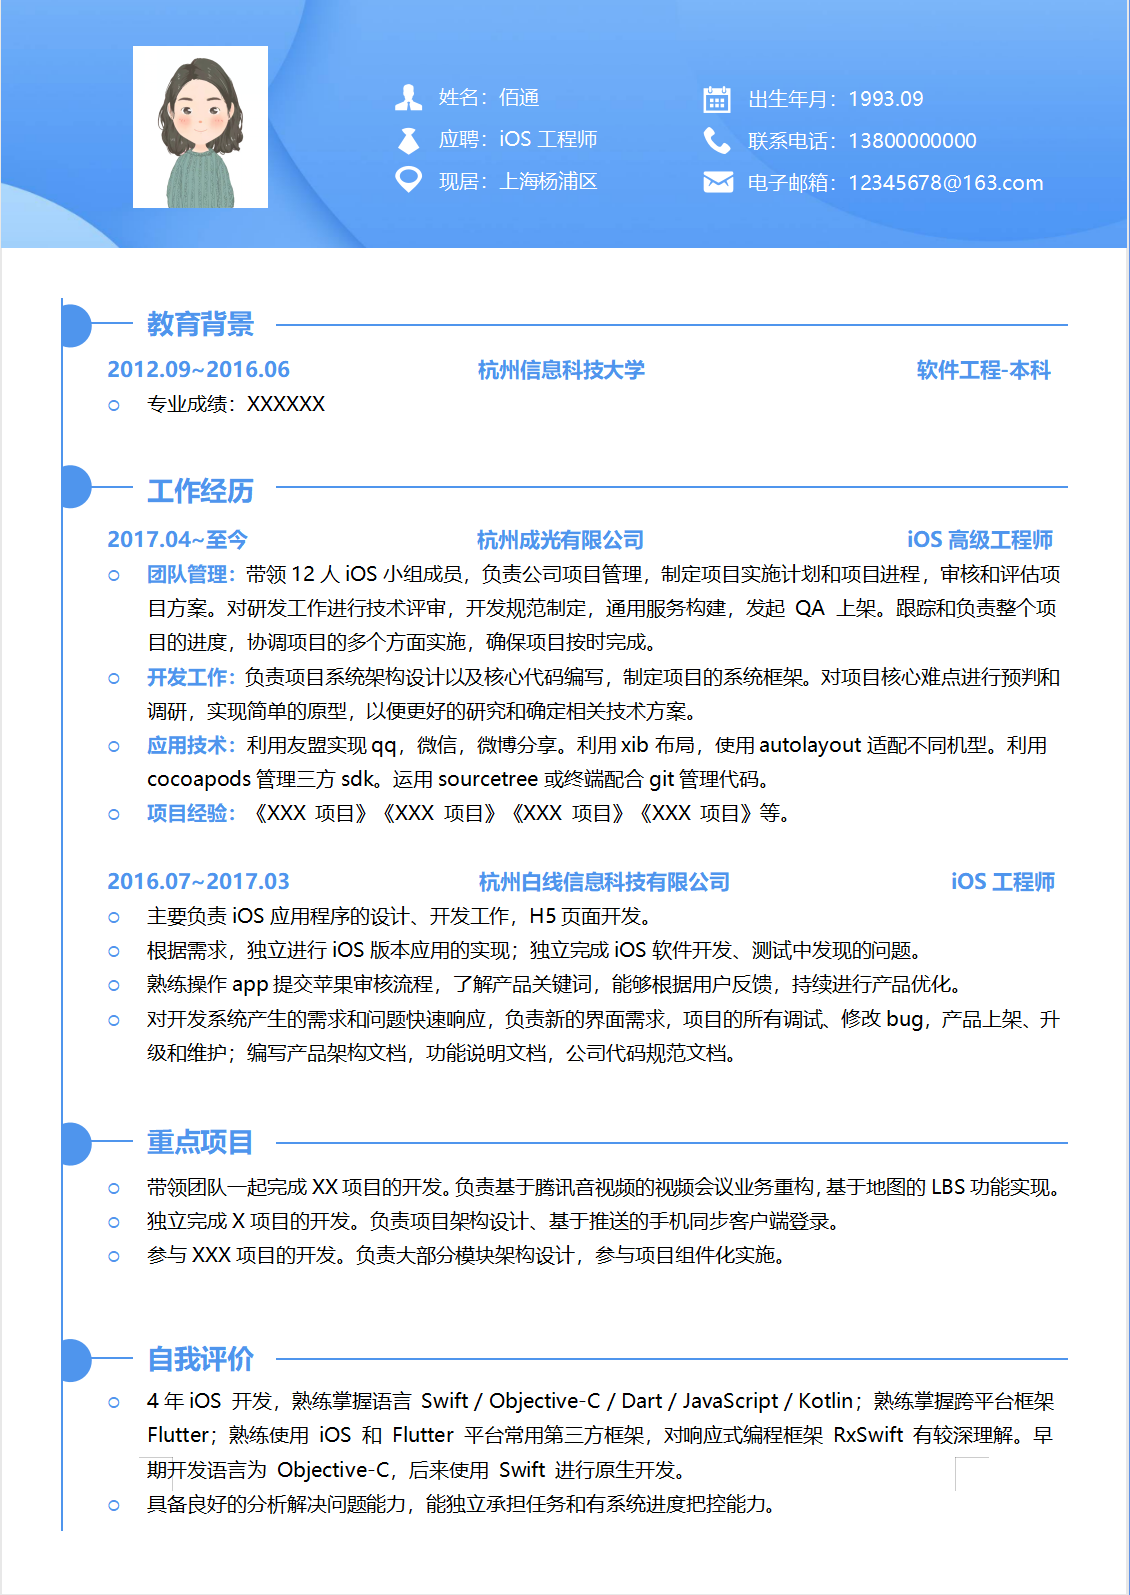 姓名：佰通
出生年月：1993.09
应聘：iOS 工程师
联系电话：13800000000
现居：上海杨浦区
电子邮箱：12345678@163.com
教育背景
2012.09~2016.06 杭州信息科技大学 软件工程-本科
专业成绩：XXXXXX
工作经历
2017.04~至今 杭州成光有限公司 iOS 高级工程师
团队管理：带领 12 人 iOS 小组成员，负责公司项目管理，制定项目实施计划和项目进程，审核和评估项
目方案。对研发工作进行技术评审，开发规范制定，通用服务构建，发起 QA 上架。跟踪和负责整个项
目的进度，协调项目的多个方面实施，确保项目按时完成。
开发工作：负责项目系统架构设计以及核心代码编写，制定项目的系统框架。对项目核心难点进行预判和
调研，实现简单的原型，以便更好的研究和确定相关技术方案。
应用技术：利用友盟实现 qq，微信，微博分享。利用 xib 布局，使用 autolayout 适配不同机型。利用
cocoapods 管理三方 sdk。运用 sourcetree 或终端配合 git 管理代码。
项目经验：《XXX 项目》《XXX 项目》《XXX 项目》《XXX 项目》等。
2016.07~2017.03 杭州白线信息科技有限公司 iOS 工程师
主要负责 iOS 应用程序的设计、开发工作，H5 页面开发。
根据需求，独立进行 iOS 版本应用的实现；独立完成 iOS 软件开发、测试中发现的问题。
熟练操作 app 提交苹果审核流程，了解产品关键词，能够根据用户反馈，持续进行产品优化。
对开发系统产生的需求和问题快速响应，负责新的界面需求，项目的所有调试、修改 bug，产品上架、升
级和维护；编写产品架构文档，功能说明文档，公司代码规范文档。
重点项目
带领团队一起完成 XX 项目的开发。负责基于腾讯音视频的视频会议业务重构，基于地图的 LBS 功能实现。
独立完成 X 项目的开发。负责项目架构设计、基于推送的手机同步客户端登录。
参与 XXX 项目的开发。负责大部分模块架构设计，参与项目组件化实施。
自我评价
4 年 iOS 开发，熟练掌握语言 Swift / Objective-C / Dart / JavaScript / Kotlin；熟练掌握跨平台框架
Flutter；熟练使用 iOS 和 Flutter 平台常用第三方框架，对响应式编程框架 RxSwift 有较深理解。早
期开发语言为 Objective-C，后来使用 Swift 进行原生开发。
具备良好的分析解决问题能力，能独立承担任务和有系统进度把控能力。